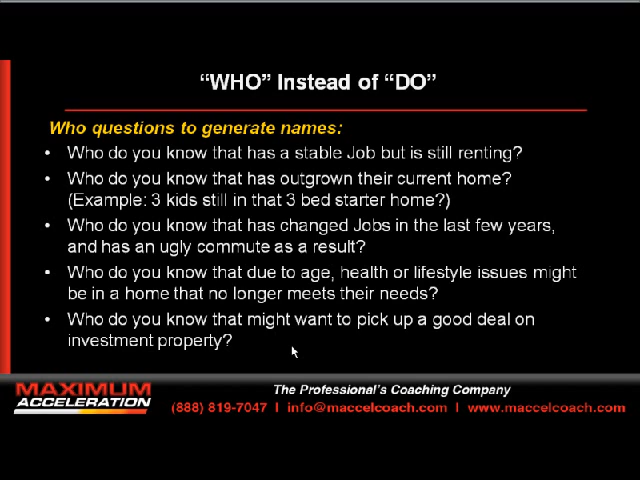 “WHO” Instead of “DO”
Who questions to generate names:
• Who do you know that has a stable Job but is still renting?
• Who do you know that has outgrown their current home?
(Example: 3 kids still in that 3 bed starter home?)
• Who do you know that has changed Jobs in the last few years,
and has an ugly commute as a result?
• Who do you know that due to age, health or lifestyle issues might
be in a home that no longer meets their needs?
• Who do you know that might want to pick up a good deal on
investment property?
MAXIMUM
ACCELERATION
The Professional's Coaching Company
(888) 819-7047 | info@maccelcoach.com | www.maccelcoach.com